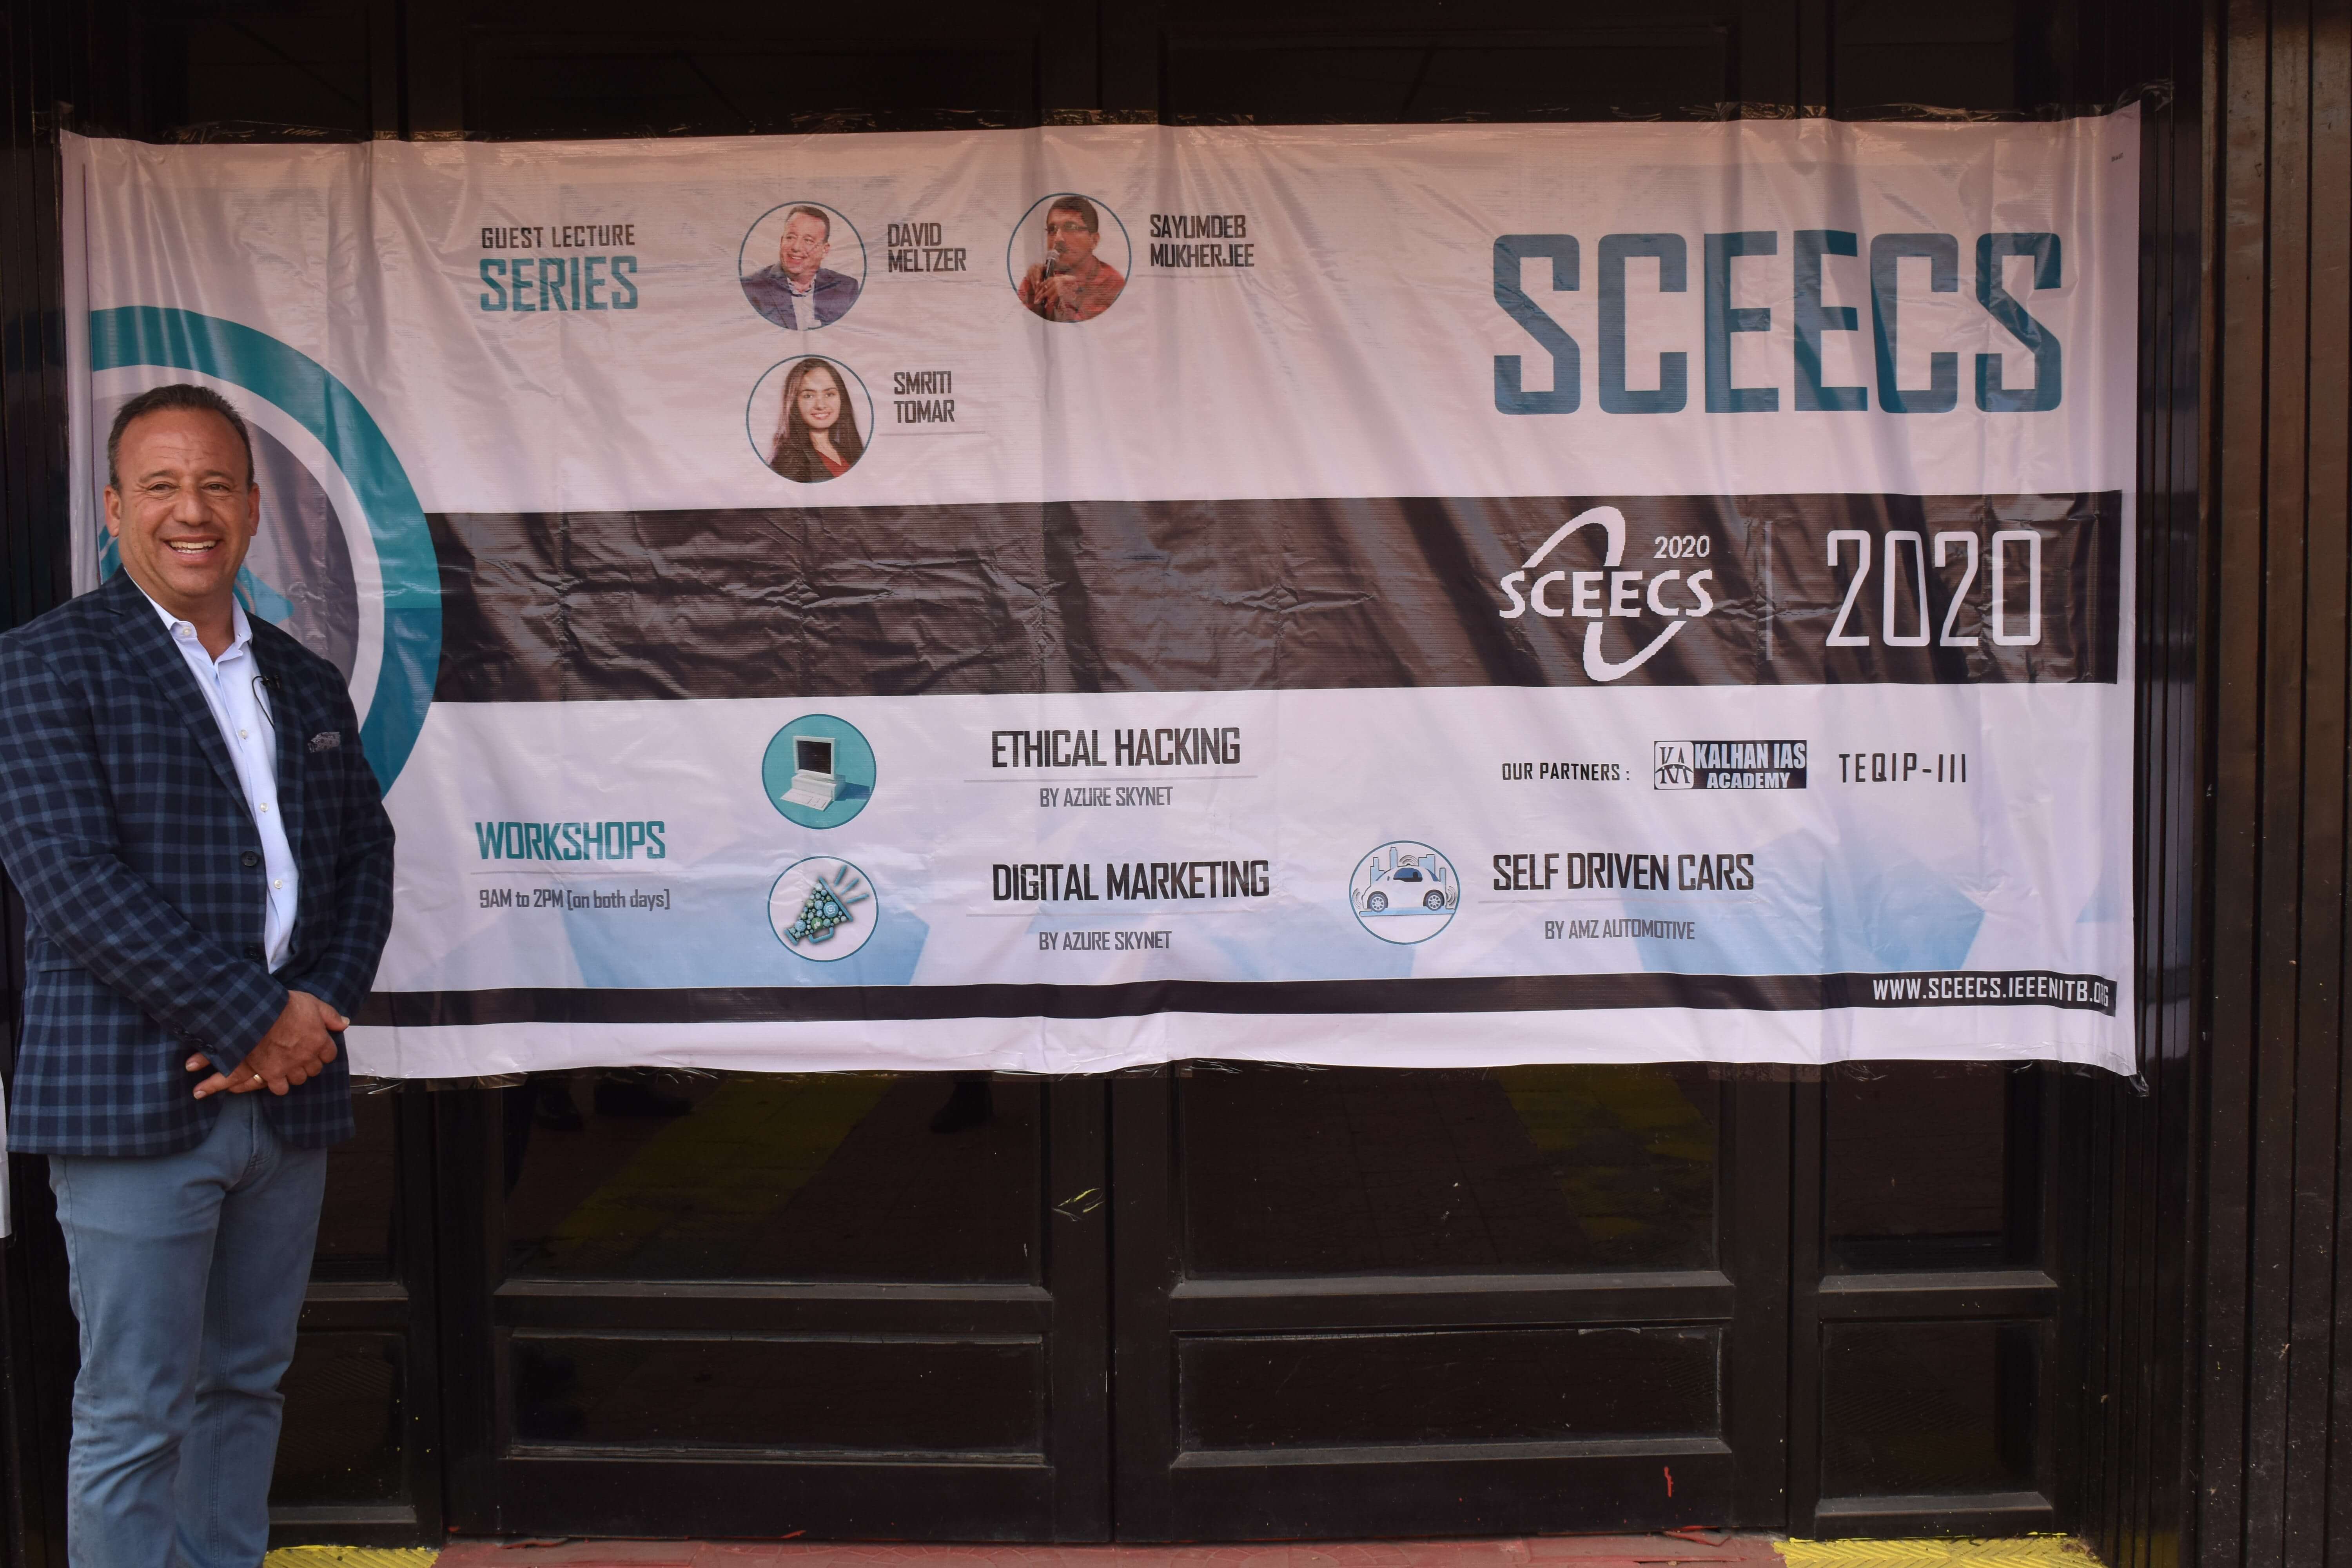 GUEST LECTURE
SERIES
DAVID
MELTZER
SAYUMDEB
MUKHERJEE
SMRITI
TOMAR
SCEECS
2020
SCEECS
2020
WORKSHOPS
9AM to 2PM [on both days]
ETHICAL HACKING
BY AZURE SKYNET
DIGITAL MARKETING
BY AZURE SKYNET
OUR PARTNERS :
KA
KALHAN IAS
ACADEMY
TEQIP-III
SELF DRIVEN CARS
BY AMZ AUTOMOTIVE
WWW.SCEECS.IEEENITB.ORG